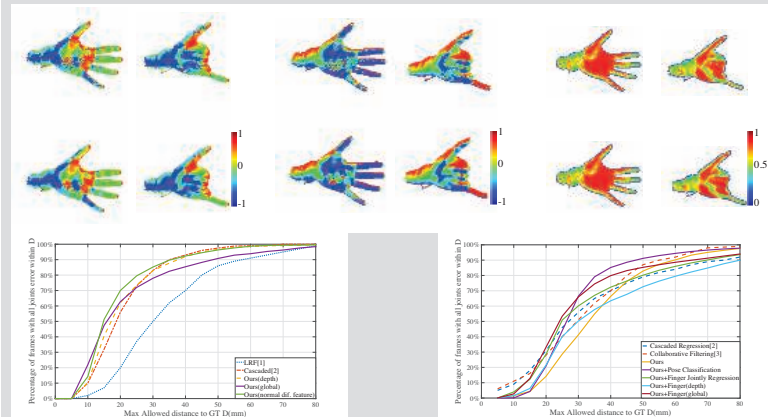 1
0
-1
1
0
-1
1
0.5
0
Percentage of frames with all joints error within D
100%
90%
80%
70%
60%
50%
40%
30%
20%
10%
0%
0 10 20 30 40 50 60 70 80
Max Allowed distance to GT D(mm)
LRF[1]
Cascaded[2]
Ours(depth)
Ours(global)
Ours(normal dif. feature)
Percentage of frames with all joints error within D
100%
90%
80%
70%
60%
50%
40%
30%
20%
10%
0%
0 10 20 30 40 50 60 70 80
Max Allowed distance to GT D(mm)
Cascaded Regression[2]
Collaborative Filtering[3]
Ours
Ours+Pose Classification
Ours+Finger Jointly Regression
Ours+Finger(depth)
Ours+Finger(global)